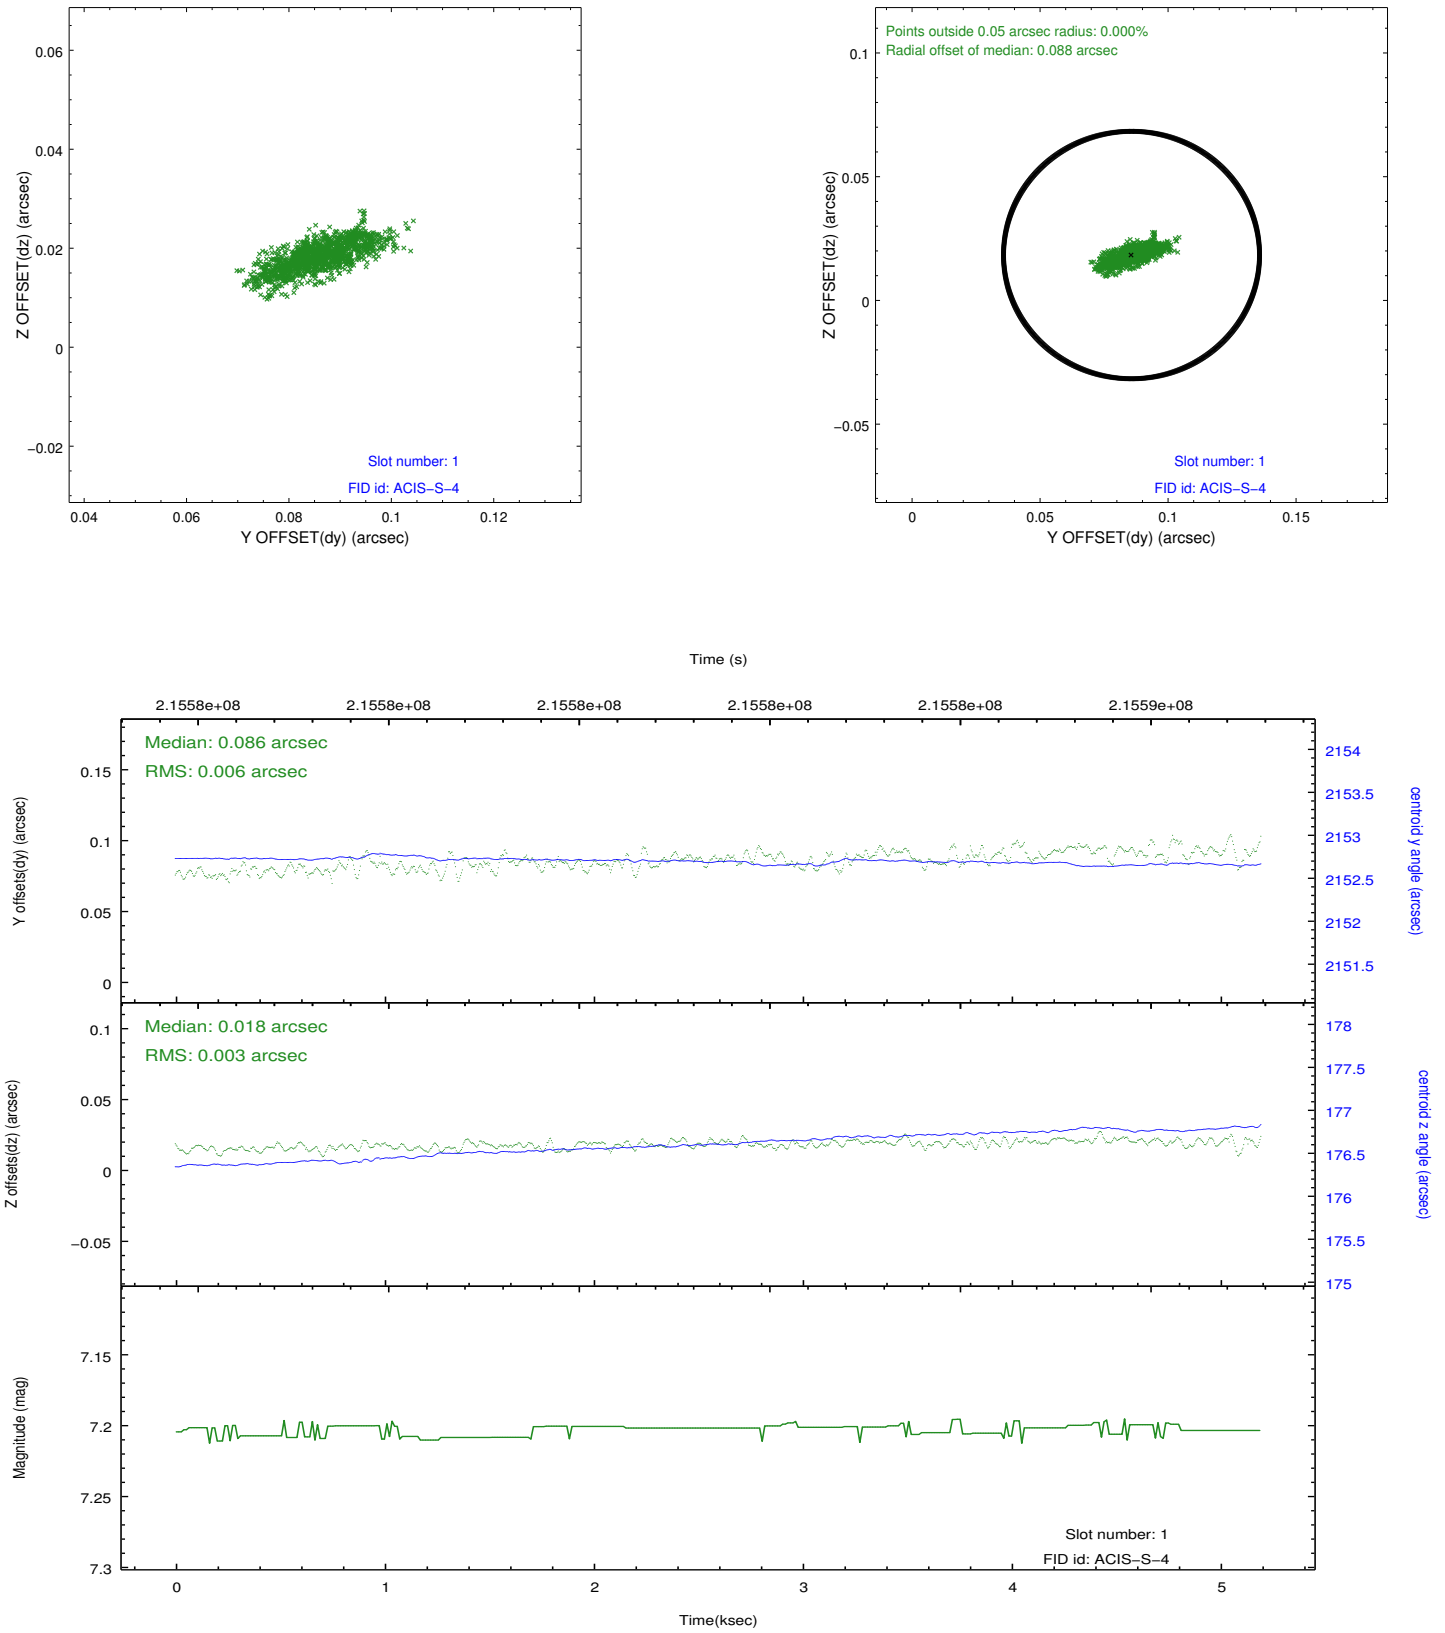 0.06
0.04
0.02
0
−0.02
Z OFFSET(dz) (arcsec)
Slot number: 1
FID id: ACIS−S−4
0.04
0.06
0.08
0.1
0.12
Y OFFSET(dy) (arcsec)
Points outside 0.05 arcsec radius: 0.000%
Radial offset of median: 0.088 arcsec
0.1
0.05
0
−0.05
Z OFFSET(dz) (arcsec)
Slot number: 1
FID id: ACIS−S−4
0
0.05
0.1
0.15
Y OFFSET(dy) (arcsec)
Time (s)
2.1558e+08
2.1558e+08
2.1558e+08
2.1558e+08
2.1558e+08
2.1559e+08
Median: 0.086 arcsec
RMS: 0.006 arcsec
0.15
0.1
0.05
0
Y offsets(dy) (arcsec)
2154
2153.5
2153
2152.5
2152
2151.5
centroid y angle (arcsec)
Median: 0.018 arcsec
RMS: 0.003 arcsec
0.1
0.05
0
−0.05
Z offsets(dz) (arcsec)
178
177.5
177
176.5
176
175.5
175
centroid z angle (arcsec)
7.15
7.2
7.25
7.3
Magnitude (mag)
Slot number: 1
FID id: ACIS−S−4
0
1
2
3
4
5
Time(ksec)